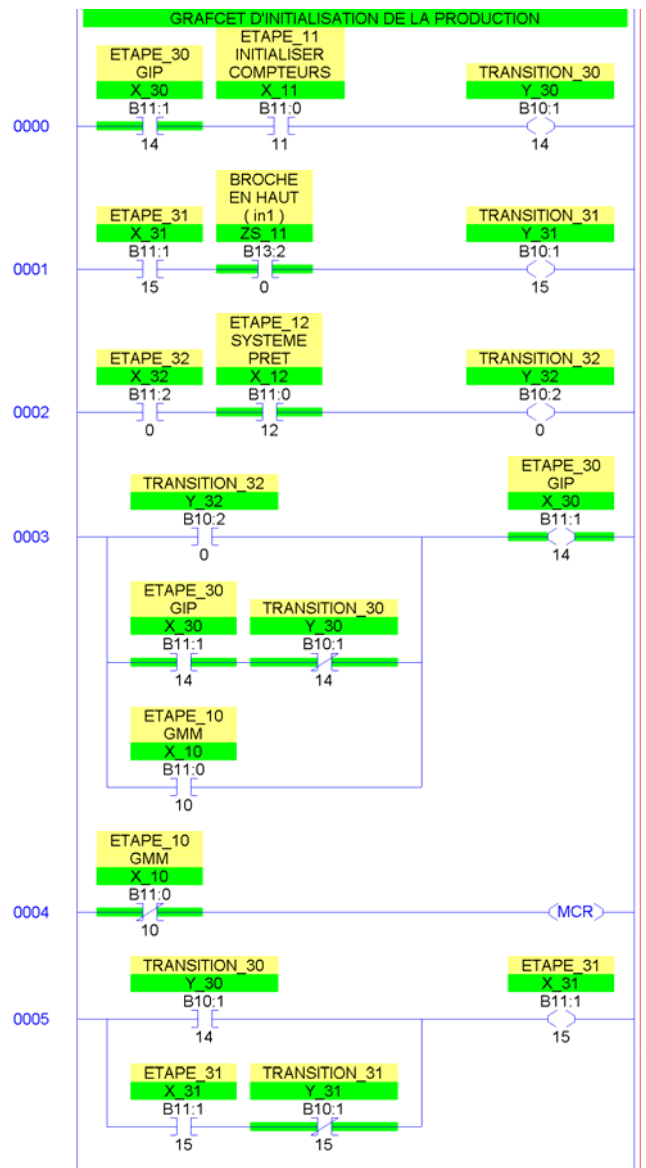 GRAFCET D'INITIALISATION DE LA PRODUCTION
ETAPE_30
GIP
X_30
B11:1
14
ETAPE_11
INITIALISER
COMPTEURS
X_11
B11:0
11
TRANSITION_30
Y_30
B10:1
14
0000
ETAPE_31
X_31
B11:1
15
BROCHE
EN HAUT
( in1 )
ZS_11
B13:2
0
TRANSITION_31
Y_31
B10:1
15
0001
ETAPE_32
X_32
B11:2
0
ETAPE_12
SYSTEME
PRET
X_12
B11:0
12
TRANSITION_32
Y_32
B10:2
0
0002
TRANSITION_32
Y_32
B10:2
0
ETAPE_30
GIP
X_30
B11:1
14
0003
ETAPE_30
GIP
X_30
B11:1
14
TRANSITION_30
Y_30
B10:1
14
ETAPE_10
GMM
X_10
B11:0
10
ETAPE_10
GMM
X_10
B11:0
10
0004
MCR
TRANSITION_30
Y_30
B10:1
14
ETAPE_31
X_31
B11:1
15
0005
ETAPE_31
X_31
B11:1
15
TRANSITION_31
Y_31
B10:1
15